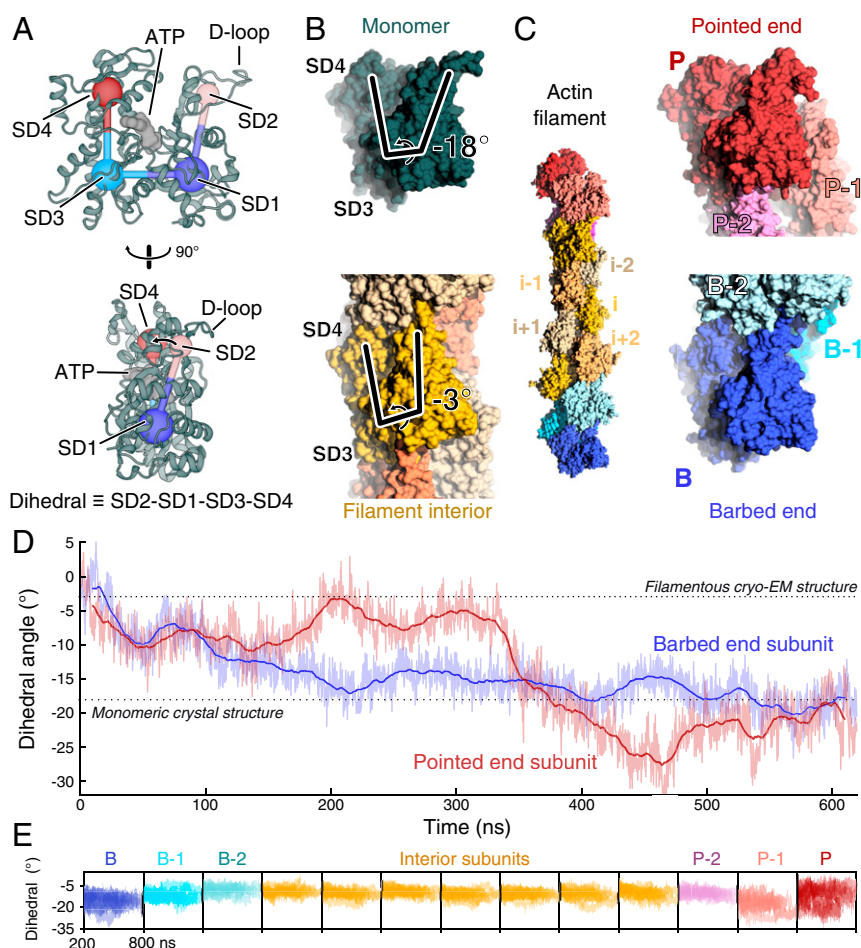 A
ATP
D-loop
SD4
SD2
SD3
SD1
90°
SD4
D-loop
SD2
ATP
SD1
Dihedral ≡ SD2-SD1-SD3-SD4
B
Monomer
SD4
-18°
SD3
SD4
-3°
SD3
Filament interior
C
Actin
filament
i-2
i-1
i
i+1
i+2
Pointed end
P
P-1
P-2
B-2
B-1
B
Barbed end
D
Dihedral angle (°)
5
0
-5
-10
-15
-20
-25
-30
Filamentous cryo-EM structure
Barbed end subunit
Monomeric crystal structure
Pointed end subunit
0 100 200 300 400 500 600
Time (ns)
E
B B-1 B-2 Interior subunits P-2 P-1 P
Dihedral (°)
-5
-20
-35
200 800 ns